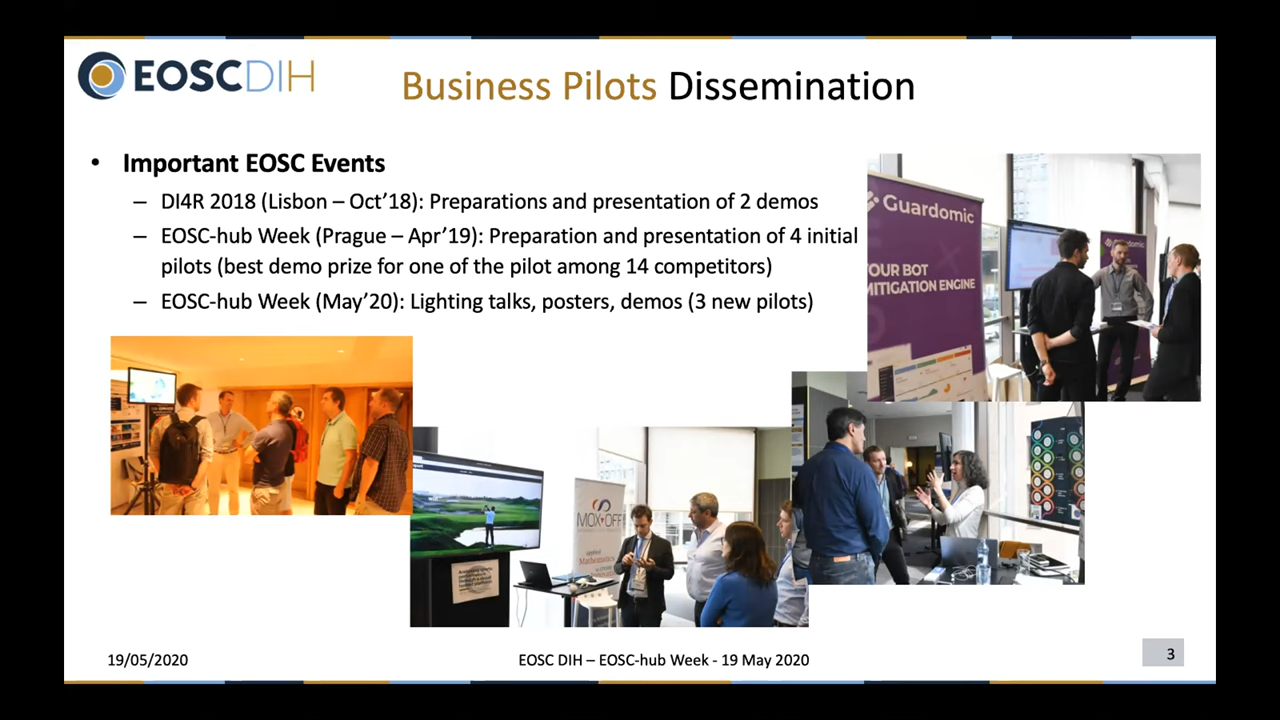 EOSCDIH
Business Pilots Dissemination
• Important EOSC Events
– DI4R 2018 (Lisbon – Oct’18): Preparations and presentation of 2 demos
– EOSC-hub Week (Prague – Apr’19): Preparation and presentation of 4 initial
pilots (best demo prize for one of the pilot among 14 competitors)
– EOSC-hub Week (May’20): Lighting talks, posters, demos (3 new pilots)
Guardomic
YOUR BOT
MITIGATION ENGINE
MOX OFF
19/05/2020
EOSC DIH – EOSC-hub Week - 19 May 2020
3